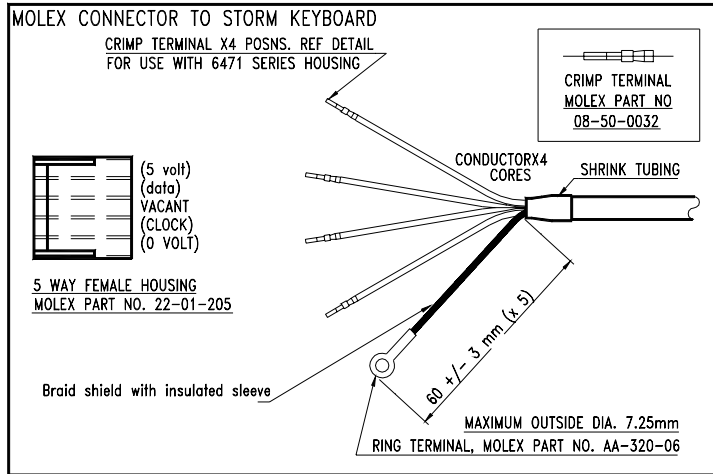 MOLEX CONNECTOR TO STORM KEYBOARD
CRIMP TERMINAL X4 POSNS. REF DETAIL
FOR USE WITH 6471 SERIES HOUSING
CRIMP TERMINAL
MOLEX PART NO
08-50-0032
(5 volt)
(data)
VACANT
(CLOCK)
(0 VOLT)
CONDUCTORX4
CORES
SHRINK TUBING
5 WAY FEMALE HOUSING
MOLEX PART NO. 22-01-205
60 +/- 3 mm (x 5)
Braid shield with insulated sleeve
MAXIMUM OUTSIDE DIA. 7.25mm
RING TERMINAL, MOLEX PART NO. AA-320-06